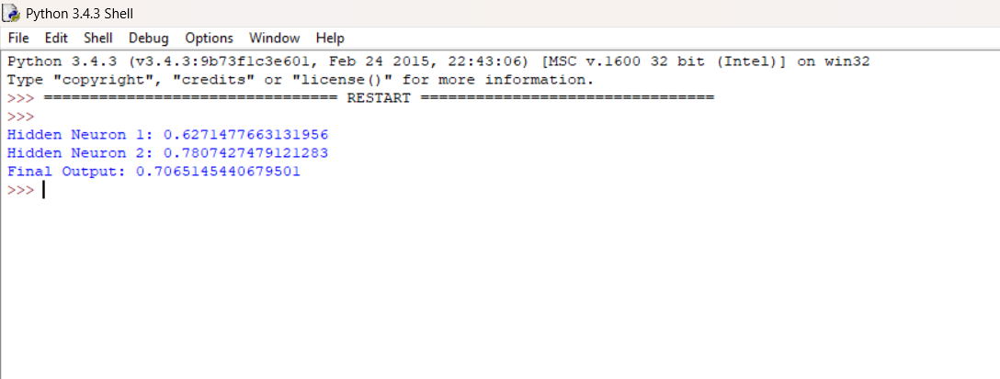 Python 3.4.3 Shell
File Edit Shell Debug Options Window Help
Python 3.4.3 (v3.4.3:9b73f1c3e601, Feb 24 2015, 22:43:06) [MSC v.1600 32 bit (Intel)] on win32
Type "copyright", "credits" or "license()" for more information.
>>> ================================ RESTART ================================
>>>
Hidden Neuron 1: 0.6271477663131956
Hidden Neuron 2: 0.7807427479121283
Final Output: 0.7065145440679501
>>>